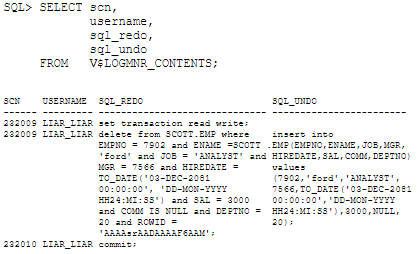 SQL> SELECT scn,
username,
sql_redo,
sql_undo
FROM V$LOGMNR_CONTENTS;
SCN USERNAME SQL_REDO SQL_UNDO
------ --------- --------------------------- -------------------------
232009 LIAR_LIAR set transaction read write;
232009 LIAR_LIAR delete from SCOTT.EMP where insert into
EMPNO = 7902 and ENAME =SCOTT .EMP(EMPNO,ENAME,JOB,MGR,
'ford' and JOB = 'ANALYST' and HIREDATE,SAL,COMM,DEPTNO)
MGR = 7566 and HIREDATE = values
TO_DATE('03-DEC-2081 (7902,'ford','ANALYST',
00:00:00', 'DD-MON-YYYY 7566,TO_DATE('03-DEC-2081
HH24:MI:SS') and SAL = 3000 00:00:00','DD-MON-YYYY
and COMM IS NULL and DEPTNO = HH24:MI:SS'),3000,NULL,
20 and ROWID = 20);
'AAAAsrAADAAAAF6AAM';
232010 LIAR_LIAR commit;